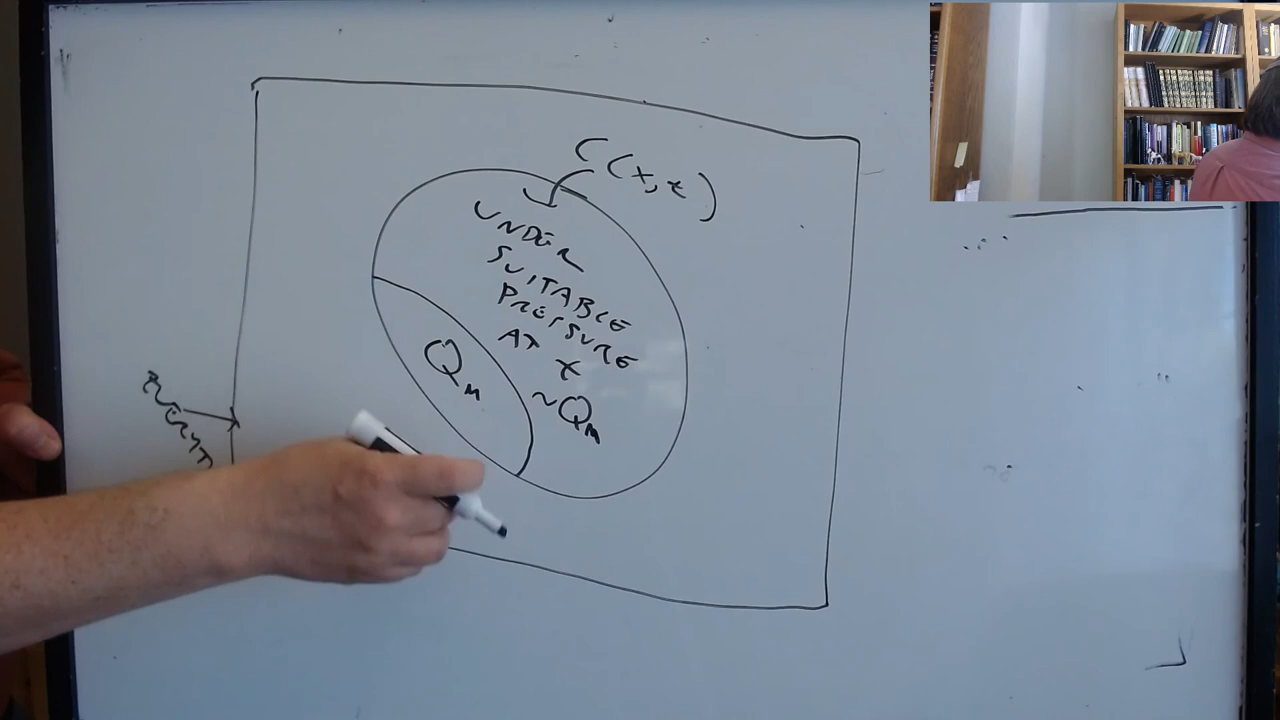 C(x,t)
UNDER
SUITABLE
PRESSURE
AT X
Qm
~Qm